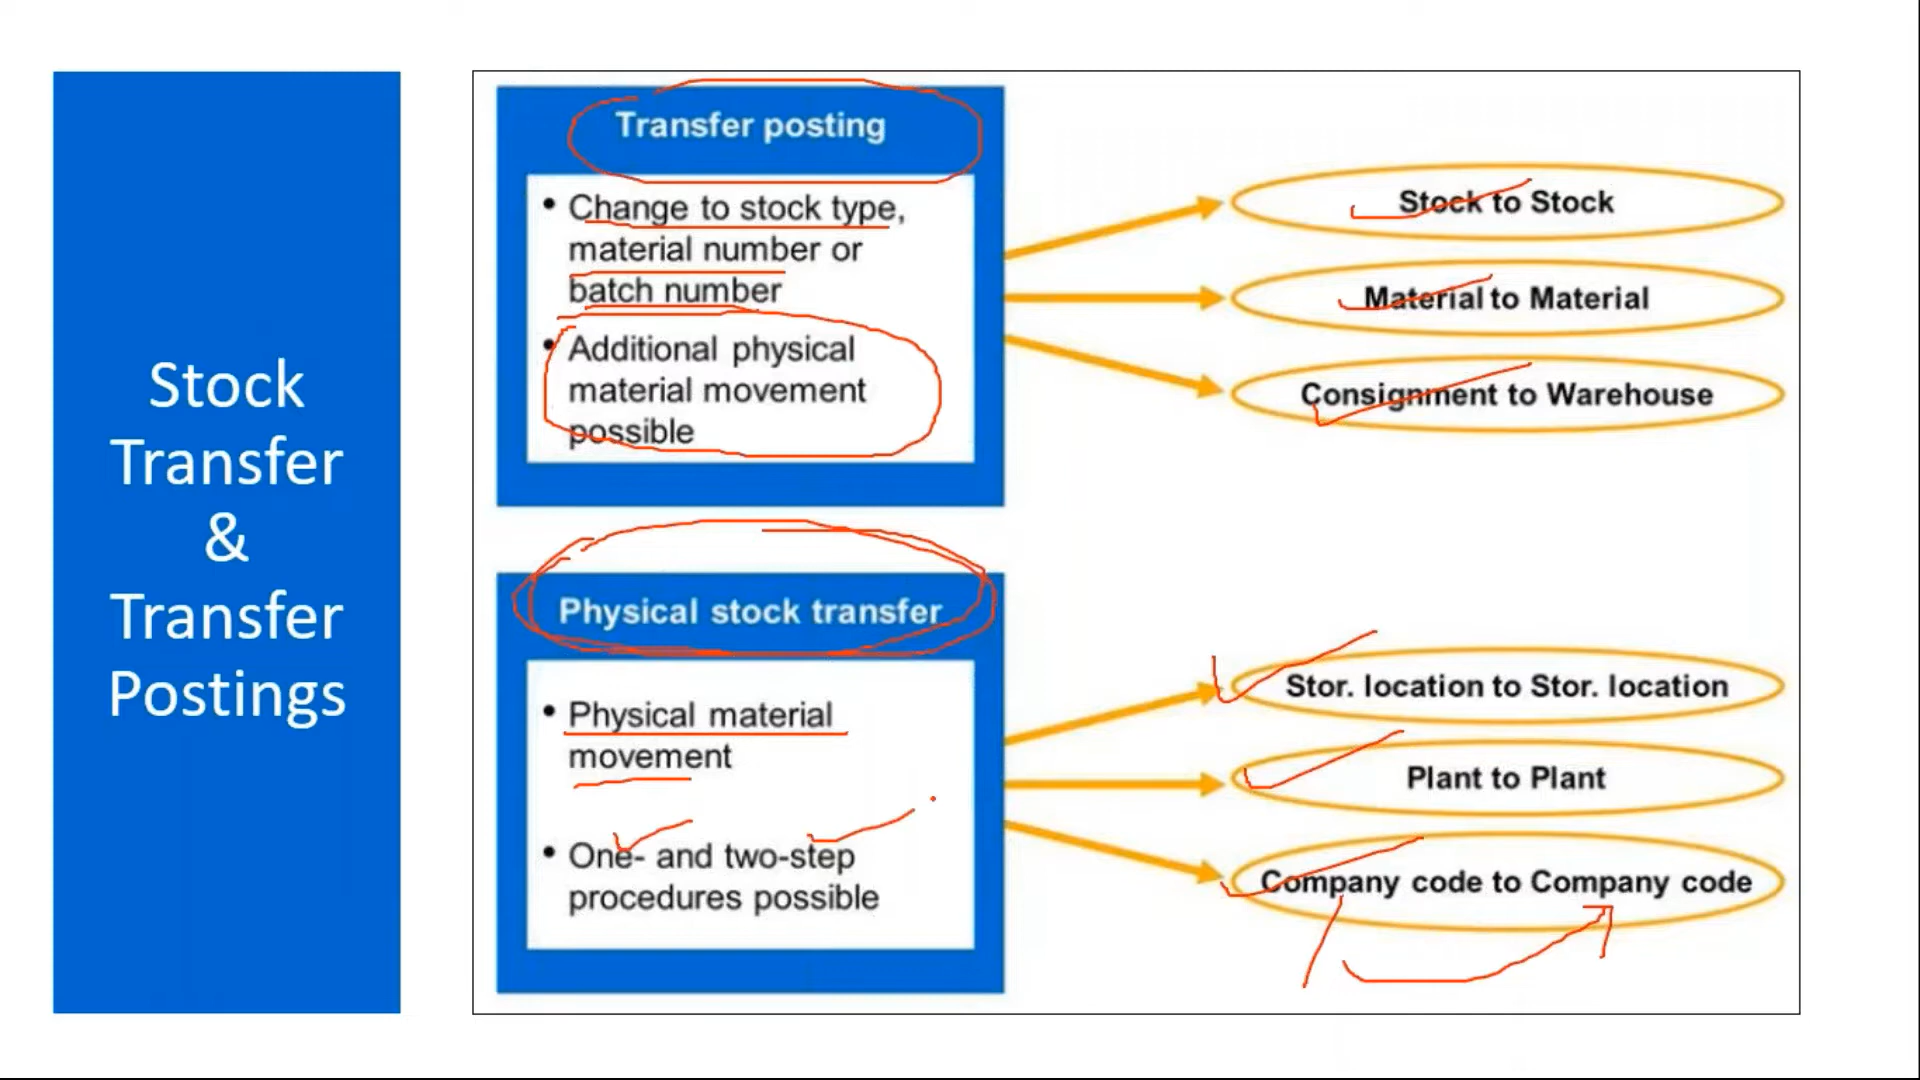 Stock
Transfer
&
Transfer
Postings
Transfer posting
• Change to stock type,
material number or
batch number
• Additional physical
material movement
possible
Stock to Stock
Material to Material
Consignment to Warehouse
Physical stock transfer
• Physical material
movement
• One- and two-step
procedures possible
Stor. location to Stor. location
Plant to Plant
Company code to Company code